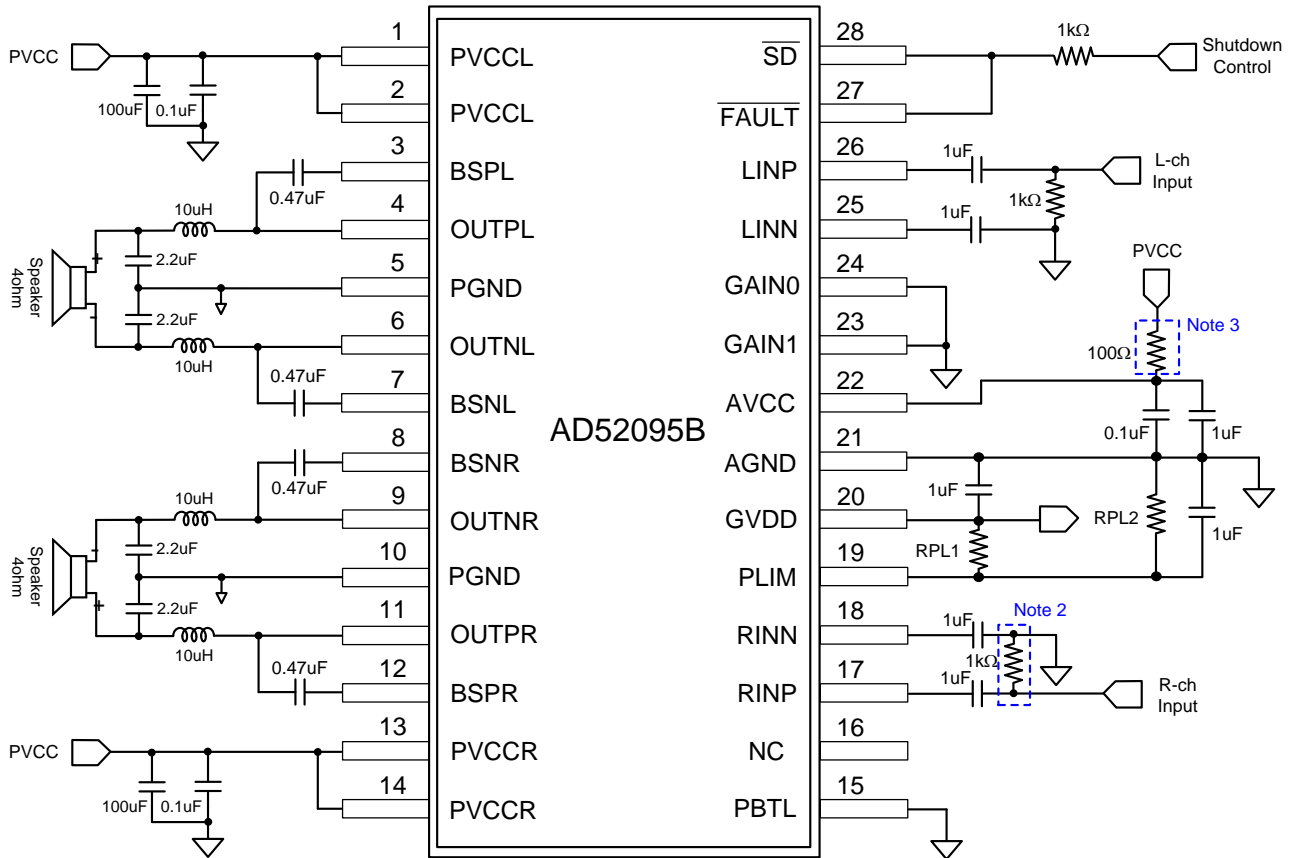 PVCC
100uF
0.1uF
1
PVCCL
2
PVCCL
3
BSPL
0.47uF
4
OUTPL
10uH
2.2uF
5
PGND
Speaker
4ohm
+
-
2.2uF
6
OUTNL
10uH
0.47uF
7
BSNL
8
BSNR
0.47uF
9
OUTNR
10uH
2.2uF
10
PGND
Speaker
4ohm
-
+
2.2uF
11
OUTPR
10uH
0.47uF
12
BSPR
13
PVCCR
PVCC
100uF
0.1uF
14
PVCCR
AD52095B
28
SD
1kΩ
Shutdown
Control
27
FAULT
26
LINP
1uF
L-ch
Input
1kΩ
25
LINN
1uF
24
GAIN0
PVCC
23
GAIN1
Note 3
100Ω
22
AVCC
0.1uF
1uF
21
AGND
1uF
20
GVDD
RPL1
RPL2
1uF
19
PLIM
18
RINN
1uF
Note 2
1kΩ
17
RINP
1uF
R-ch
Input
16
NC
15
PBTL